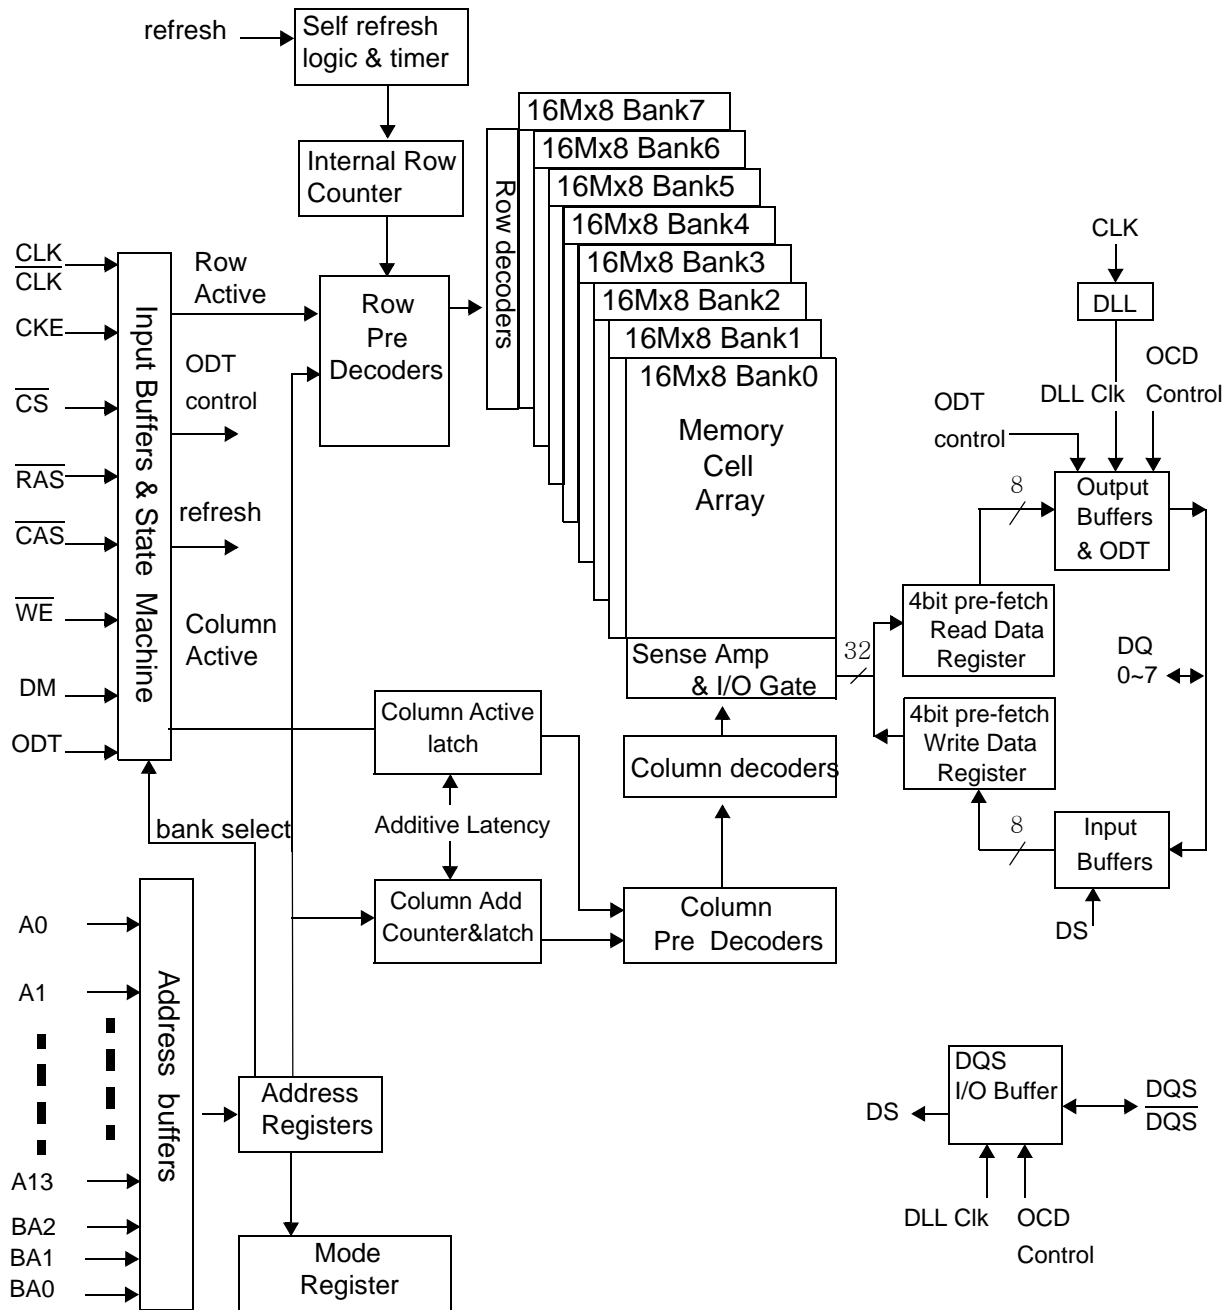 refresh
Self refresh
logic & timer
Internal Row
Counter
Row
Pre
Decoders
Row decoders
16Mx8 Bank7
16Mx8 Bank6
16Mx8 Bank5
16Mx8 Bank4
16Mx8 Bank3
16Mx8 Bank2
16Mx8 Bank1
16Mx8 Bank0
Memory
Cell
Array
Sense Amp
& I/O Gate
32
Column decoders
CLK
CLK
CKE
CS
RAS
CAS
WE
DM
ODT
Input Buffers & State Machine
Row
Active
ODT
control
refresh
Column
Active
bank select
Column Active
latch
Additive Latency
Column Add
Counter&latch
Column
Pre Decoders
A0
A1
A13
BA2
BA1
BA0
Address buffers
Address
Registers
Mode
Register
CLK
DLL
DLL Clk
OCD
Control
ODT
control
8
Output
Buffers
& ODT
4bit pre-fetch
Read Data
Register
DQ
0~7
4bit pre-fetch
Write Data
Register
8
Input
Buffers
DS
DQS
I/O Buffer
DS
DQS
DQS
DLL Clk
OCD
Control